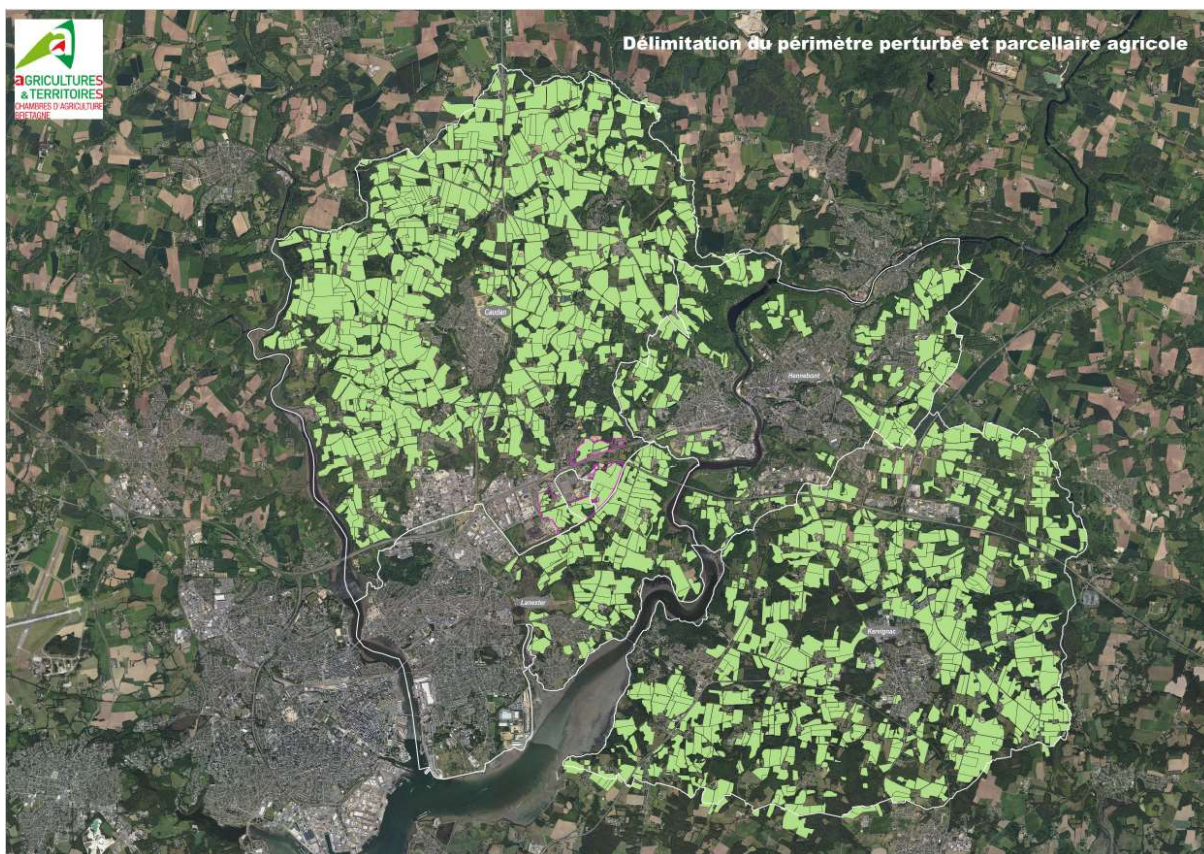 Délimitation du périmètre perturbé et parcellaire agricole
aGRICULTURES
& TERRITOIRES
CHAMBRES D'AGRICULTURE
BRETAGNE
Caudan
Hennebont
Lanester
Kervignac